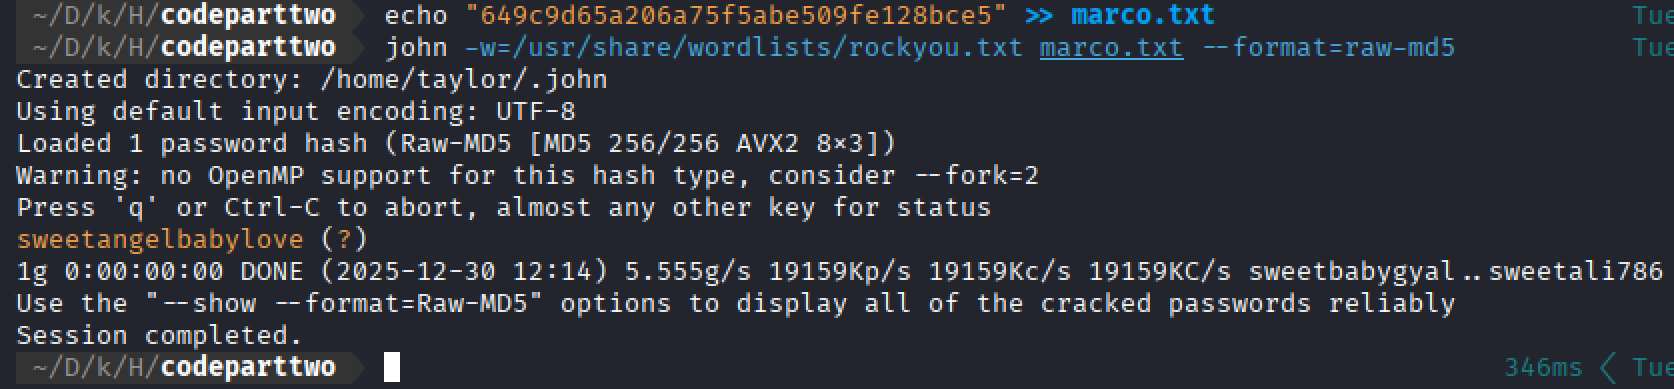 ~/D/k/H/codeparttwo echo "649c9d65a206a75f5abe509fe128bce5" >> marco.txt Tue
~/D/k/H/codeparttwo john -w=/usr/share/wordlists/rockyou.txt marco.txt --format=raw-md5 Tue
Created directory: /home/taylor/.john
Using default input encoding: UTF-8
Loaded 1 password hash (Raw-MD5 [MD5 256/256 AVX2 8×3])
Warning: no OpenMP support for this hash type, consider --fork=2
Press 'q' or Ctrl-C to abort, almost any other key for status
sweetangelbabylove (?)
1g 0:00:00:00 DONE (2025-12-30 12:14) 5.555g/s 19159Kp/s 19159Kc/s 19159KC/s sweetbabygyal..sweetali786
Use the "--show --format=Raw-MD5" options to display all of the cracked passwords reliably
Session completed.
~/D/k/H/codeparttwo 346ms Tue